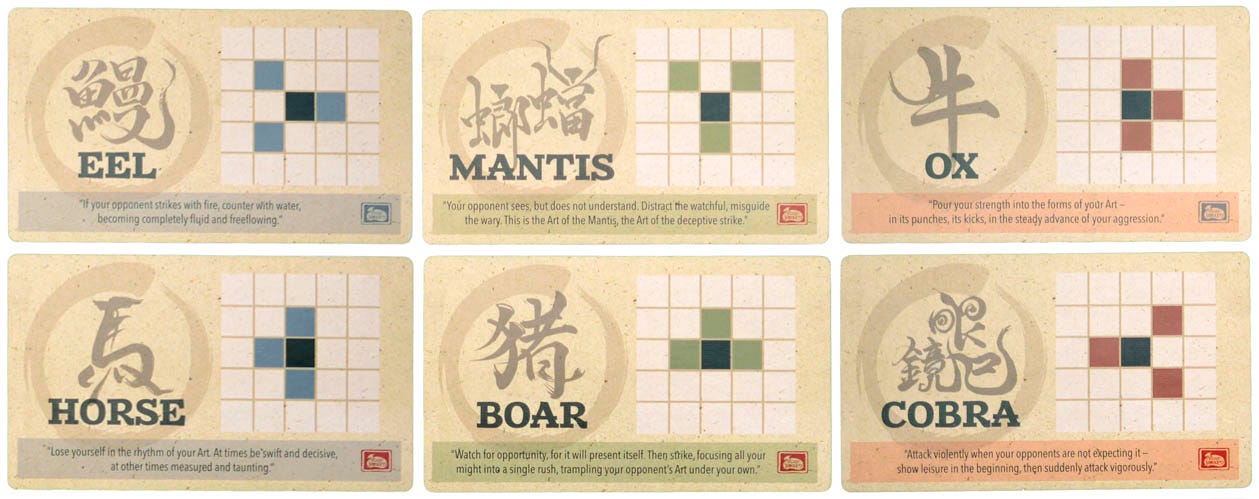 鰻
EEL
"If your opponent strikes with fire, counter with water,
becoming completely fluid and freeflowing."
螂蟷
MANTIS
"Your opponent sees, but does not understand. Distract the watchful, misguide
the wary. This is the Art of the Mantis, the Art of the deceptive strike."
牛
OX
"Pour your strength into the forms of your Art –
in its punches, its kicks, in the steady advance of your aggression."
馬
HORSE
"Lose yourself in the rhythm of your Art. At times be swift and decisive,
at other times measured and taunting."
猪
BOAR
"Watch for opportunity, for it will present itself. Then strike, focusing all your
might into a single rush, trampling your opponent's Art under your own."
眼
鏡
COBRA
"Attack violently when your opponents are not expecting it –
show leisure in the beginning, then suddenly attack vigorously."